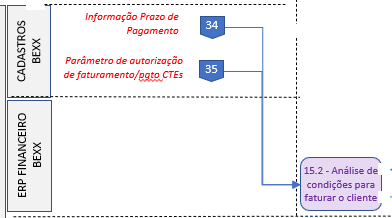 CADASTROS
BEXX
Informação Prazo de
Pagamento
34
Parâmetro de autorização
de faturamento/pgto CTEs
35
ERP FINANCEIRO
BEXX
15.2 - Análise de
condições para
faturar o cliente